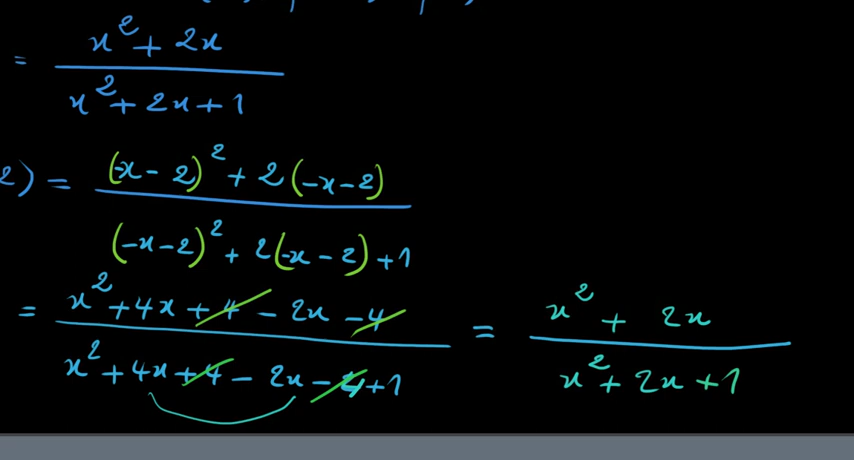 = x² + 2x
x² + 2x + 1
2) = (-x - 2)² + 2(-x - 2)
(-x - 2)² + 2(-x - 2) + 1
= x² + 4x + 4 - 2x - 4 = x² + 2x
x² + 4x + 4 - 2x - 4 + 1 x² + 2x + 1